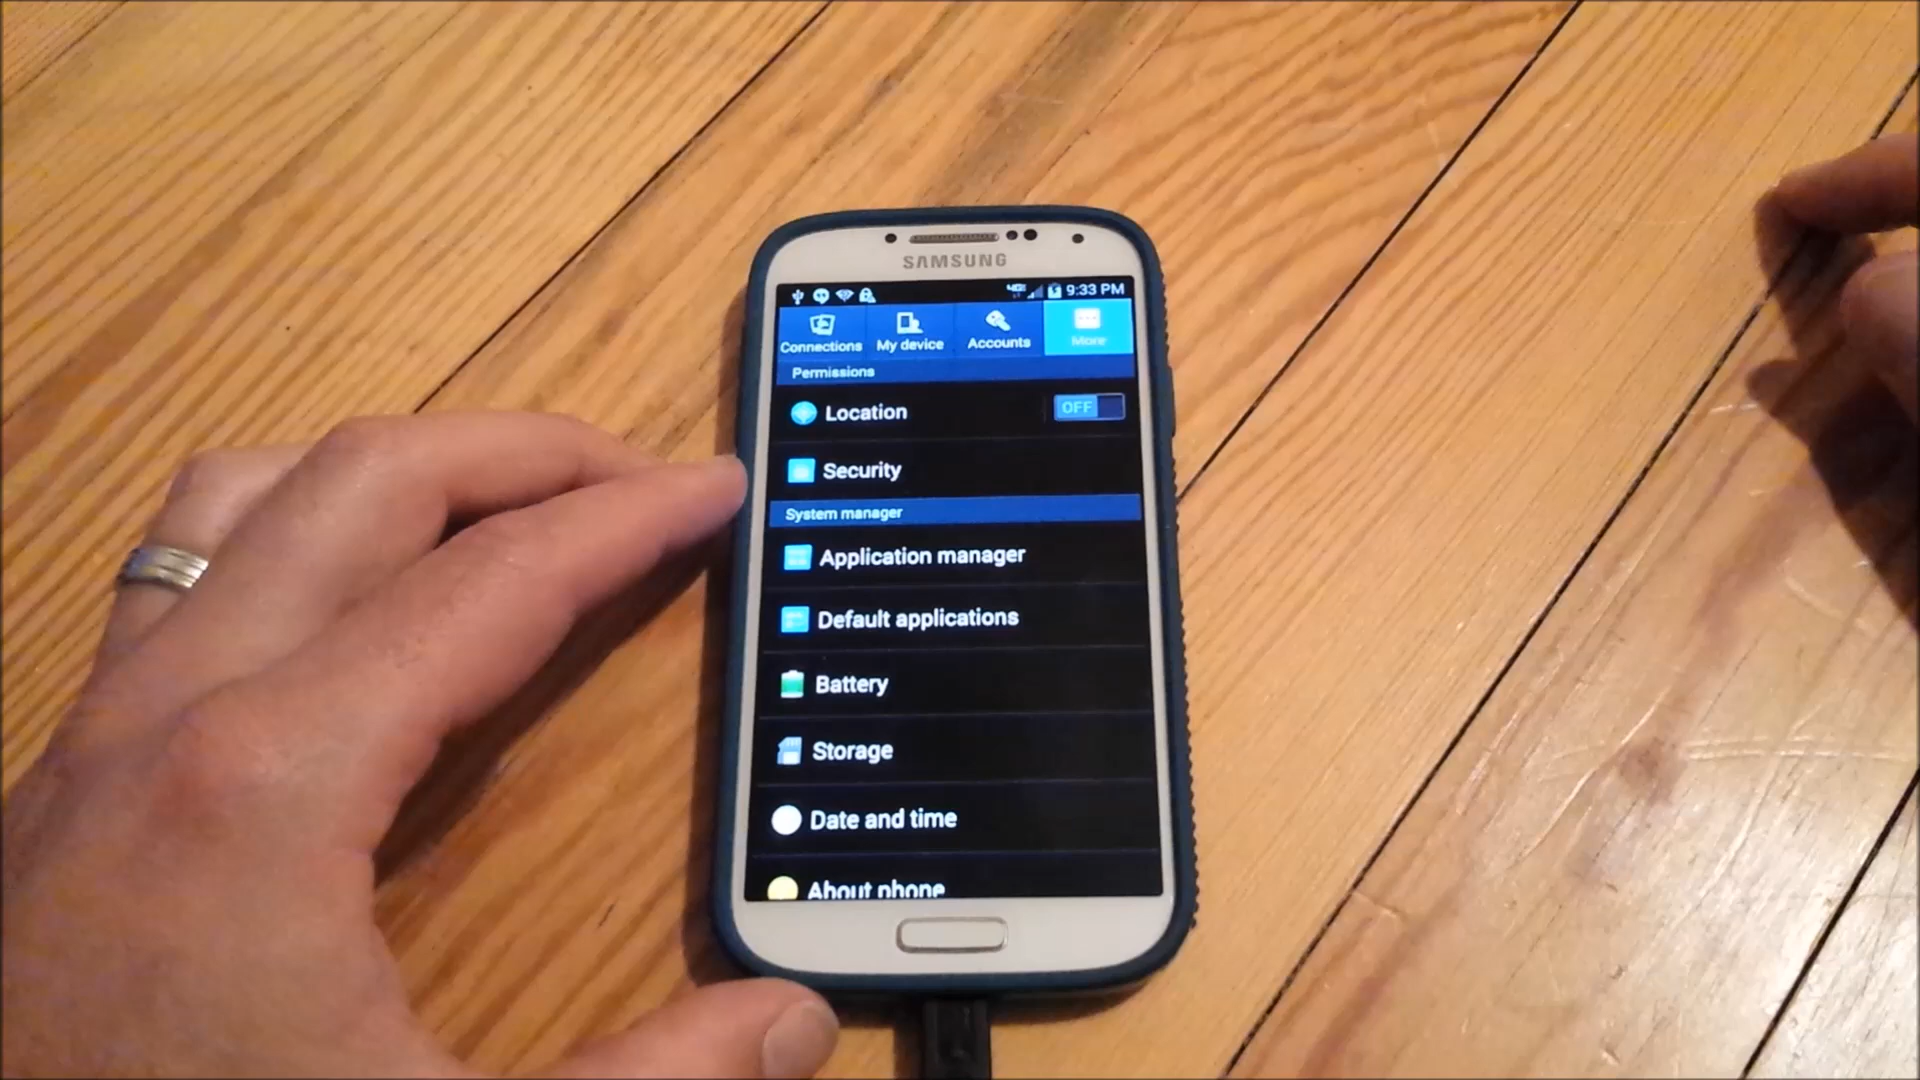 SAMSUNG
4G 9:33 PM
Connections My device Accounts More
Permissions
Location OFF
Security
System manager
Application manager
Default applications
Battery
Storage
Date and time
About phone